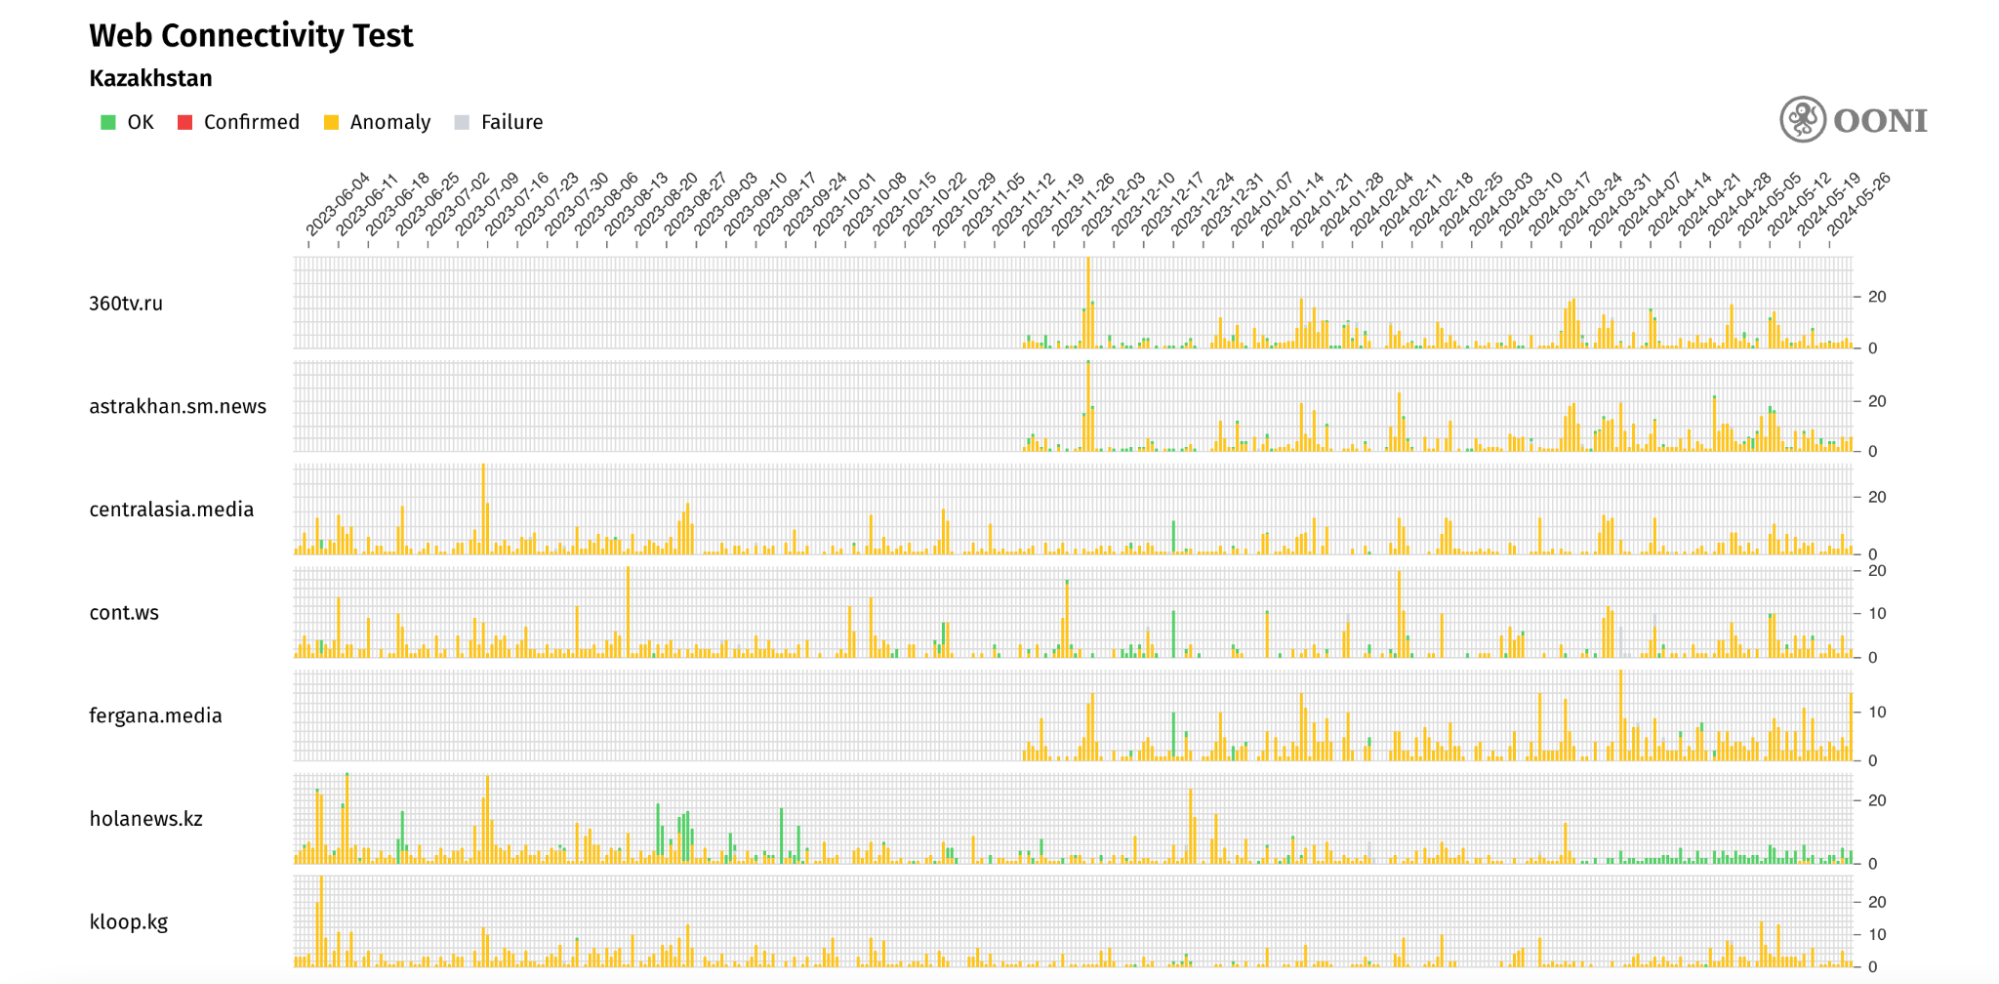 Web Connectivity Test
Kazakhstan
OK Confirmed Anomaly Failure
OONI
2023-06-04 2023-06-11 2023-06-18 2023-06-25 2023-07-02 2023-07-09 2023-07-16 2023-07-23 2023-07-30 2023-08-06 2023-08-13 2023-08-20 2023-08-27 2023-09-03 2023-09-10 2023-09-17 2023-09-24 2023-10-01 2023-10-08 2023-10-15 2023-10-22 2023-10-29 2023-11-05 2023-11-12 2023-11-19 2023-11-26 2023-12-03 2023-12-10 2023-12-17 2023-12-24 2023-12-31 2024-01-07 2024-01-14 2024-01-21 2024-01-28 2024-02-04 2024-02-11 2024-02-18 2024-02-25 2024-03-03 2024-03-10 2024-03-17 2024-03-24 2024-03-31 2024-04-07 2024-04-14 2024-04-21 2024-04-28 2024-05-05 2024-05-12 2024-05-19 2024-05-26
20
360tv.ru
0
20
astrakhan.sm.news
0
20
centralasia.media
0
20
cont.ws 10
0
fergana.media 10
0
20
holanews.kz
0
20
kloop.kg
10
0